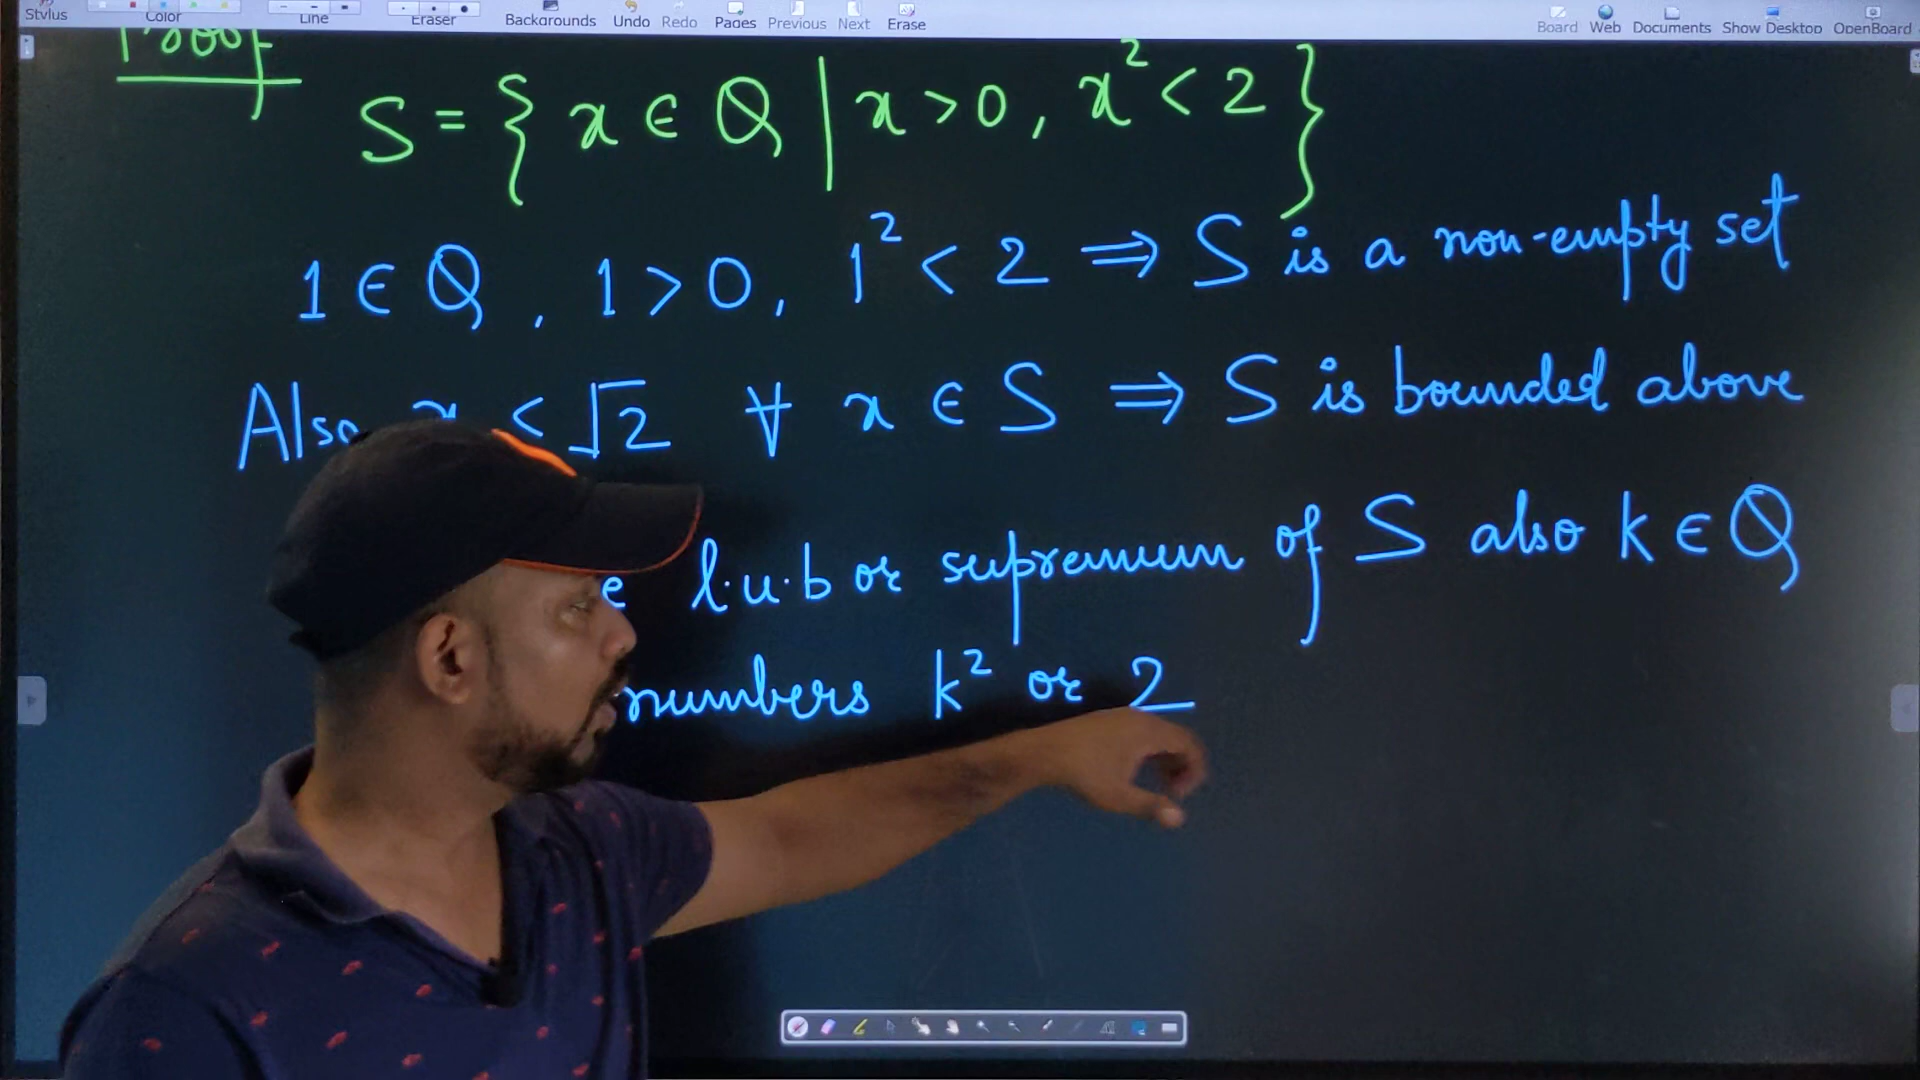 Stylus Color Line Eraser Backgrounds Undo Redo Pages Previous Next Erase Board Web Documents Show Desktop OpenBoard
Proof
S = { x ∈ Q | x > 0, x² < 2 }
1 ∈ Q , 1 > 0 , 1² < 2 ⇒ S is a non-empty set
Also x < √2 ∀ x ∈ S ⇒ S is bounded above
l.u.b or supremum of S also k ∈ Q
numbers k² or 2